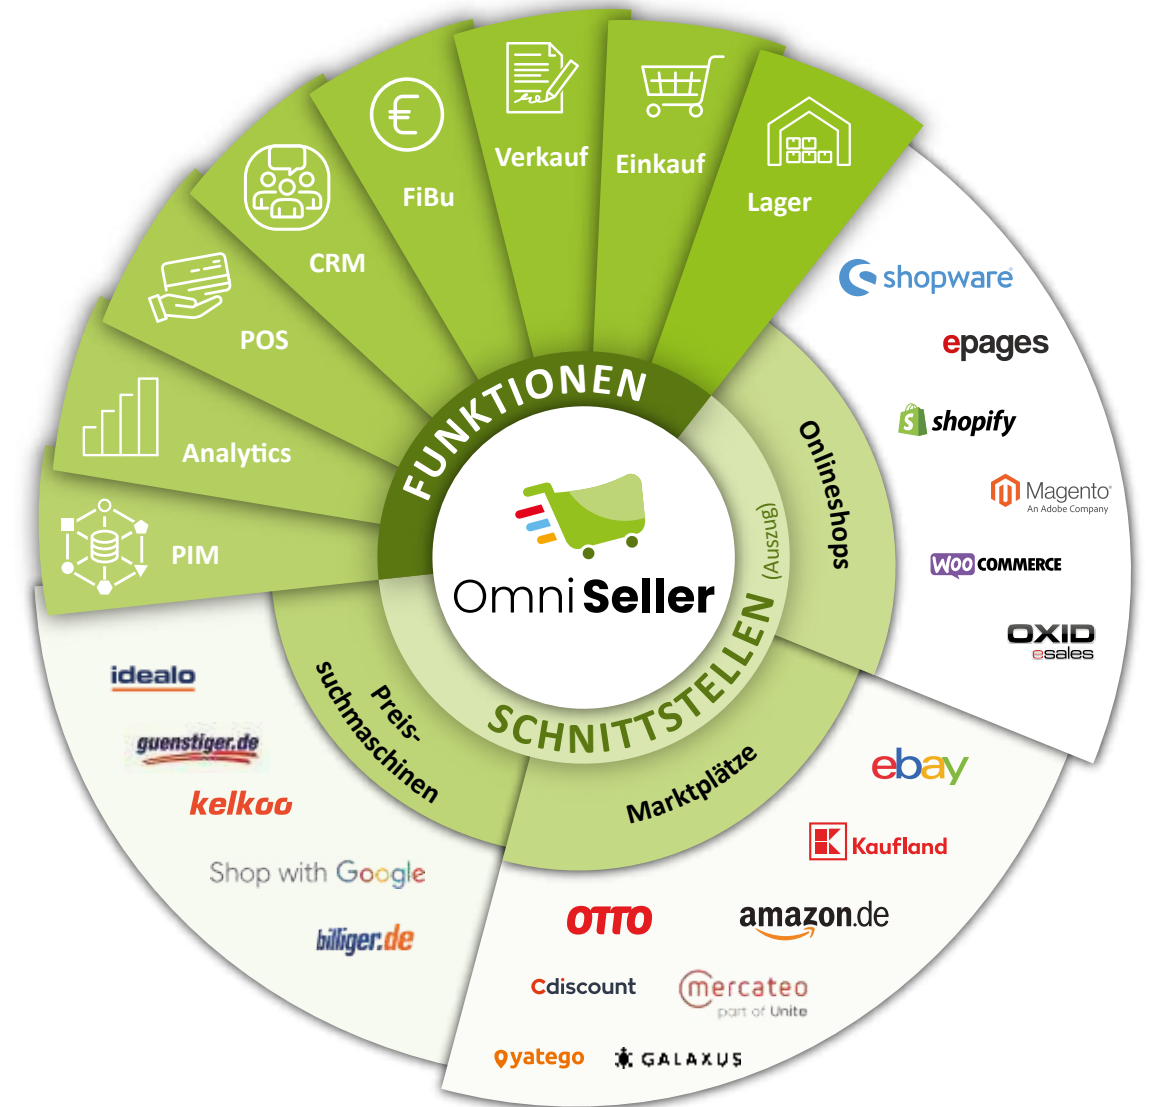 Verkauf
Einkauf
FiBu
Lager
CRM
POS
Analytics
PIM
FUNKTIONEN
Omni Seller
SCHNITTSTELLEN (Auszug)
Onlineshops
shopware
epages
shopify
Magento®
An Adobe Company
WOO COMMERCE
OXID
esales
Marktplätze
ebay
Kaufland
OTTO
amazon.de
Cdiscount
mercateo
part of Unite
yatego
GALAXUS
Preis-
suchmaschinen
idealo
guenstiger.de
kelkoo
Shop with Google
billiger.de